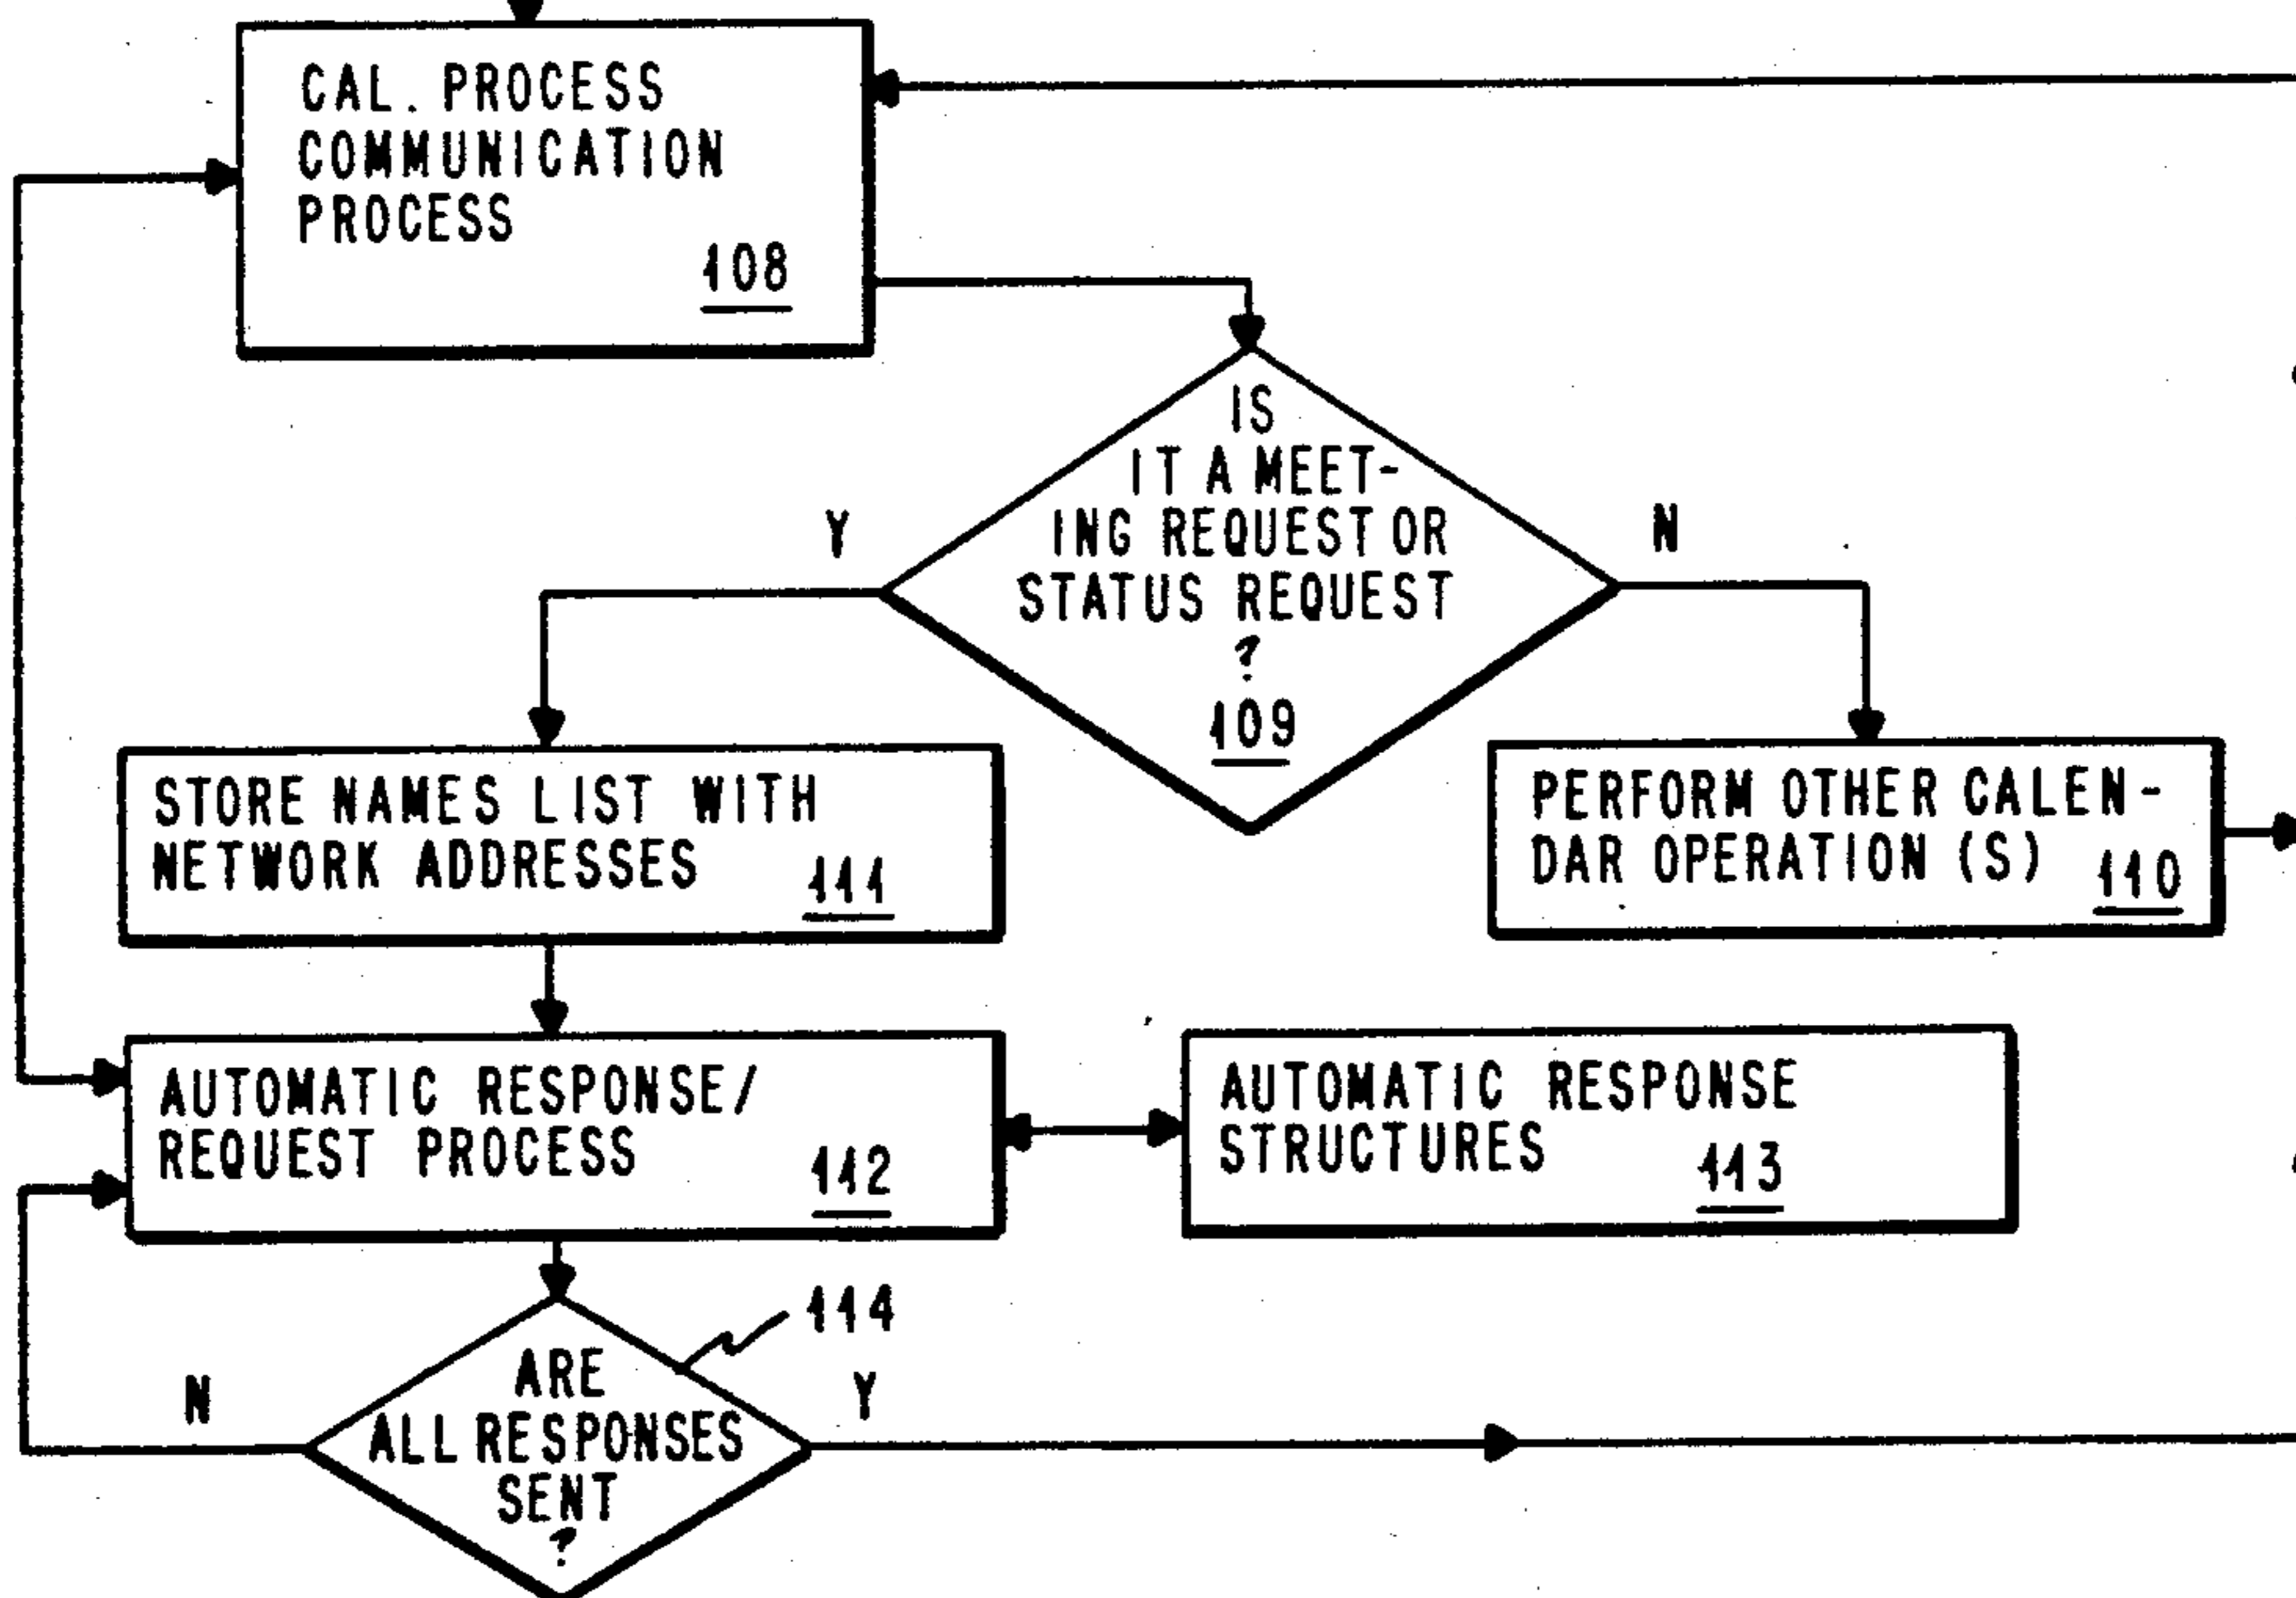 CAL. PROCESS
COMMUNICATION
PROCESS
108
IS
IT A MEET-
ING REQUEST OR
STATUS REQUEST
?
109
Y
N
STORE NAMES LIST WITH
NETWORK ADDRESSES
111
PERFORM OTHER CALEN-
DAR OPERATION (S)
110
AUTOMATIC RESPONSE/
REQUEST PROCESS
112
AUTOMATIC RESPONSE
STRUCTURES
113
114
ARE
ALL RESPONSES
SENT
?
N
Y